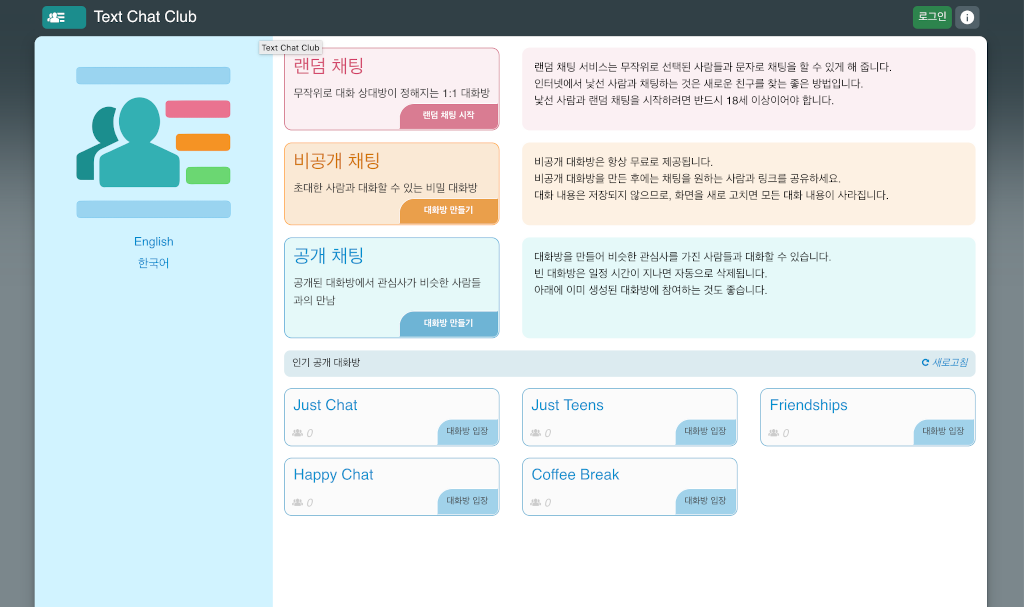 Text Chat Club
로그인
Text Chat Club
랜덤 채팅
무작위로 대화 상대방이 정해지는 1:1 대화방
랜덤 채팅 시작
랜덤 채팅 서비스는 무작위로 선택된 사람들과 문자로 채팅을 할 수 있게 해 줍니다.
인터넷에서 낯선 사람과 채팅하는 것은 새로운 친구를 찾는 좋은 방법입니다.
낯선 사람과 랜덤 채팅을 시작하려면 반드시 18세 이상이어야 합니다.
비공개 채팅
초대한 사람과 대화할 수 있는 비밀 대화방
대화방 만들기
비공개 대화방은 항상 무료로 제공됩니다.
비공개 대화방을 만든 후에는 채팅을 원하는 사람과 링크를 공유하세요.
대화 내용은 저장되지 않으므로, 화면을 새로 고치면 모든 대화 내용이 사라집니다.
English
한국어
공개 채팅
공개된 대화방에서 관심사가 비슷한 사람들
과의 만남
대화방 만들기
대화방을 만들어 비슷한 관심사를 가진 사람들과 대화할 수 있습니다.
빈 대화방은 일정 시간이 지나면 자동으로 삭제됩니다.
아래에 이미 생성된 대화방에 참여하는 것도 좋습니다.
인기 공개 대화방
새로고침
Just Chat
0
대화방 입장
Just Teens
0
대화방 입장
Friendships
0
대화방 입장
Happy Chat
0
대화방 입장
Coffee Break
0
대화방 입장